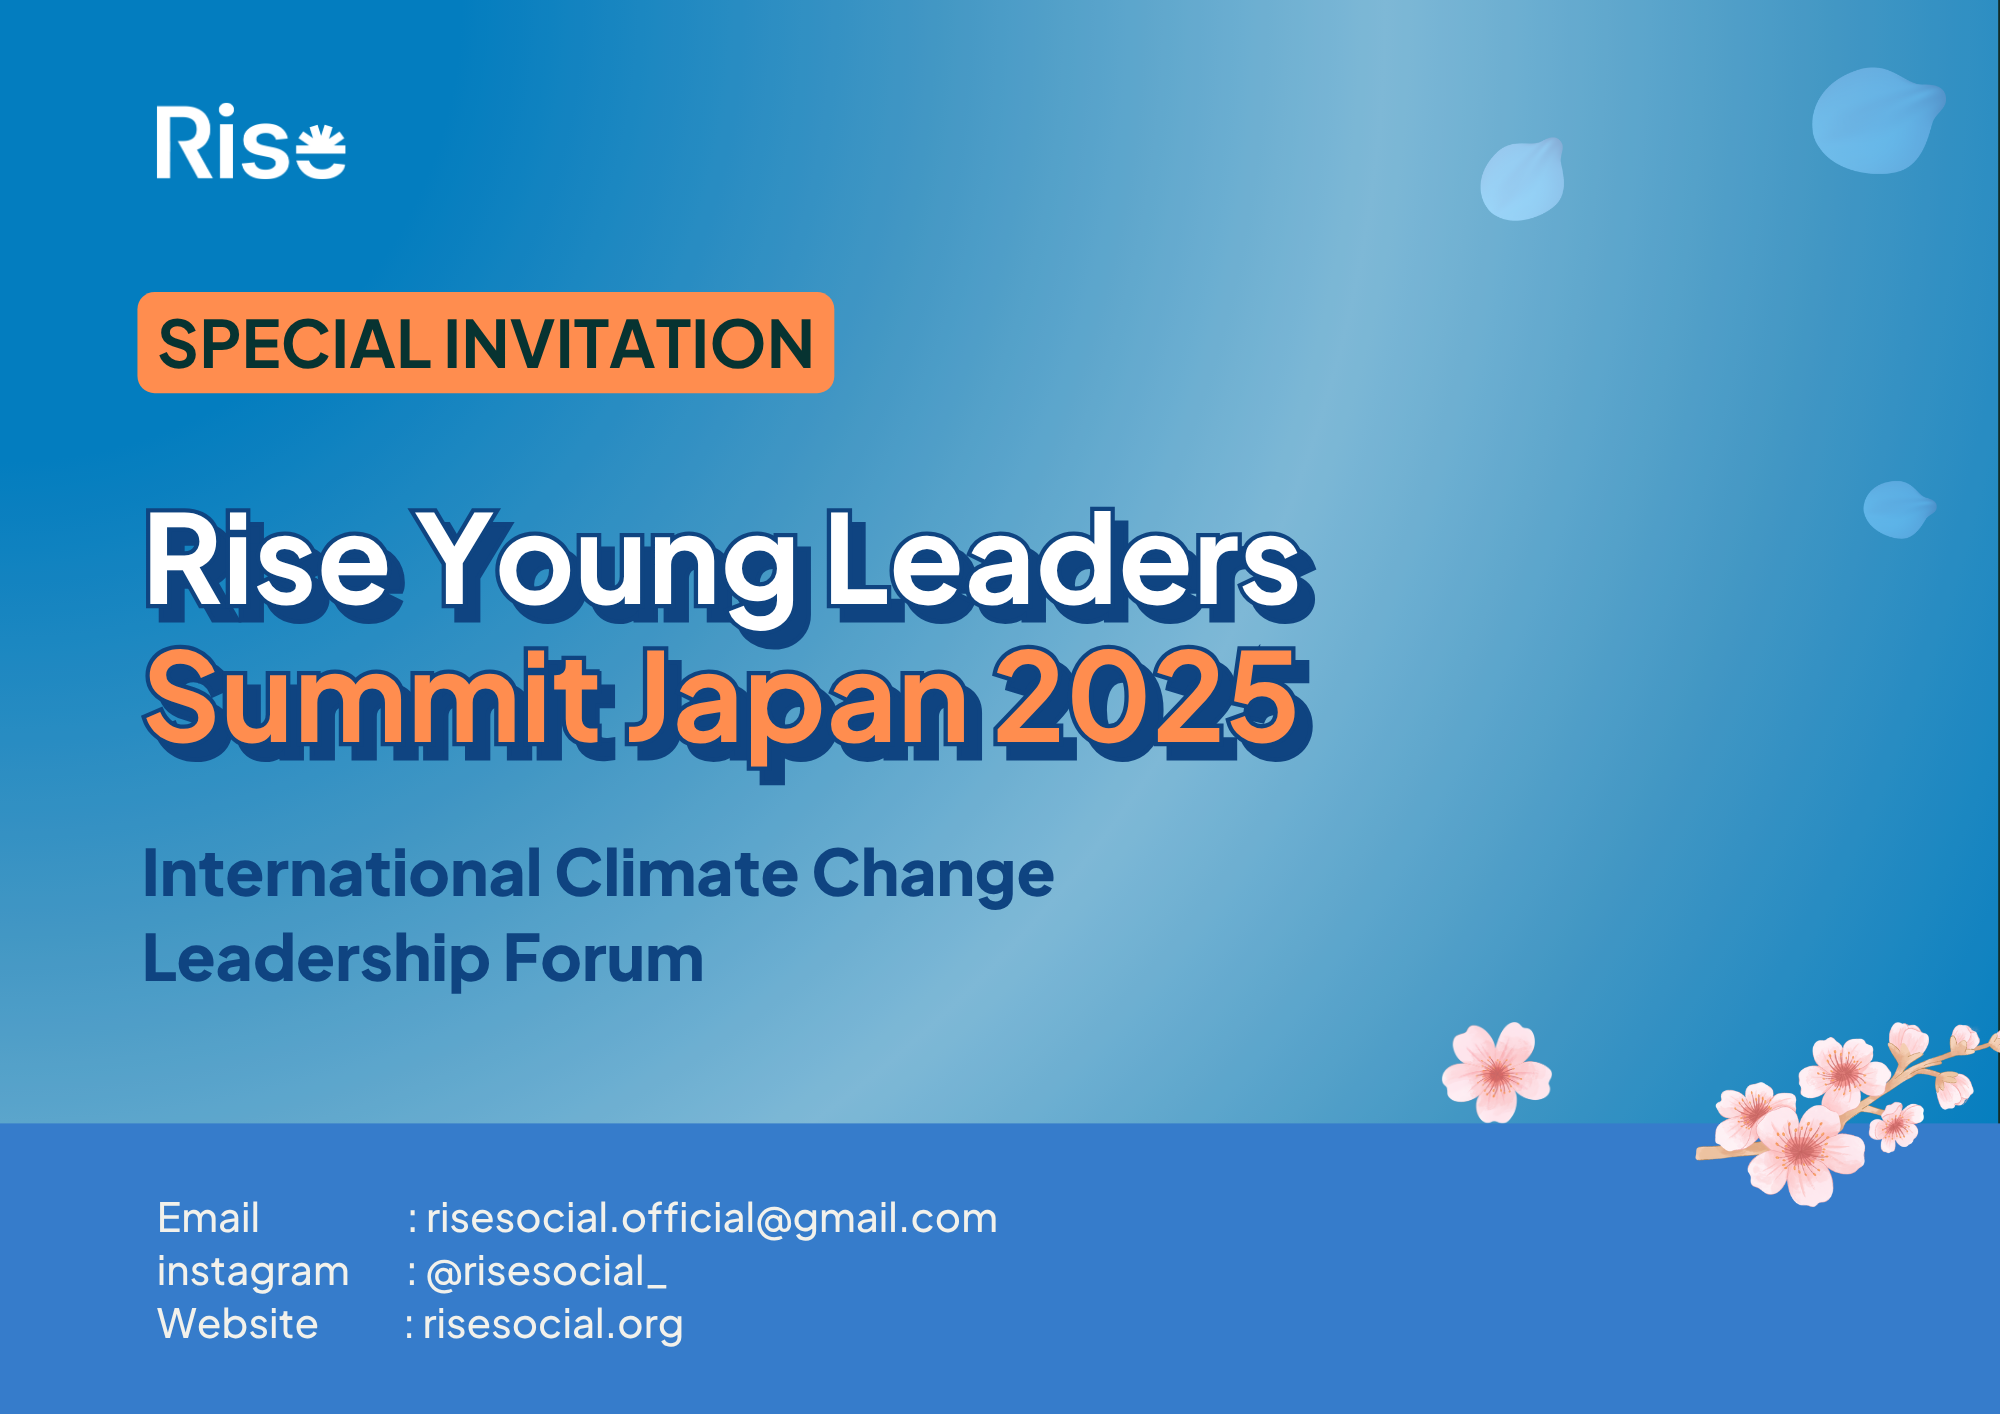 Rise
SPECIAL INVITATION
Rise Young Leaders
Summit Japan 2025
International Climate Change
Leadership Forum
Email : risesocial.official@gmail.com
instagram : @risesocial_
Website : risesocial.org